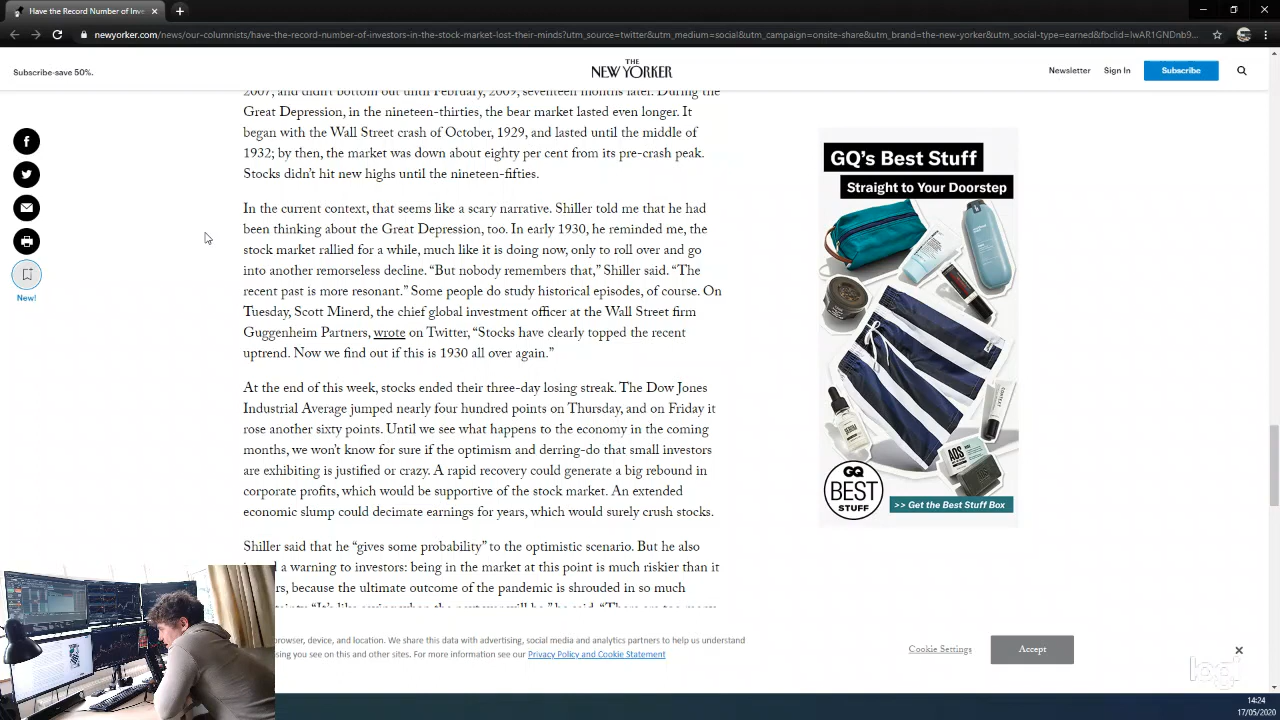 Have the Record Number of Inve
newyorker.com/news/our-columnists/have-the-record-number-of-investors-in-the-stock-market-lost-their-minds?utm_source=twitter&utm_medium=social&utm_campaign=onsite-share&utm_brand=the-new-yorker&utm_social-type=earned&fbclid=IwAR1GNDnb9...
Subscribe-save 50%.
THE
NEW YORKER
Newsletter
Sign In
Subscribe
2007, and didn't bottom out until February, 2009, seventeen months later. During the
Great Depression, in the nineteen-thirties, the bear market lasted even longer. It
began with the Wall Street crash of October, 1929, and lasted until the middle of
1932; by then, the market was down about eighty per cent from its pre-crash peak.
Stocks didn't hit new highs until the nineteen-fifties.
In the current context, that seems like a scary narrative. Shiller told me that he had
been thinking about the Great Depression, too. In early 1930, he reminded me, the
stock market rallied for a while, much like it is doing now, only to roll over and go
into another remorseless decline. “But nobody remembers that,” Shiller said. “The
recent past is more resonant.” Some people do study historical episodes, of course. On
Tuesday, Scott Minerd, the chief global investment officer at the Wall Street firm
Guggenheim Partners, wrote on Twitter, “Stocks have clearly topped the recent
uptrend. Now we find out if this is 1930 all over again.”
At the end of this week, stocks ended their three-day losing streak. The Dow Jones
Industrial Average jumped nearly four hundred points on Thursday, and on Friday it
rose another sixty points. Until we see what happens to the economy in the coming
months, we won't know for sure if the optimism and derring-do that small investors
are exhibiting is justified or crazy. A rapid recovery could generate a big rebound in
corporate profits, which would be supportive of the stock market. An extended
economic slump could decimate earnings for years, which would surely crush stocks.
Shiller said that he “gives some probability” to the optimistic scenario. But he also
a warning to investors: being in the market at this point is much riskier than it
because the ultimate outcome of the pandemic is shrouded in so much
New!
GQ's Best Stuff
Straight to Your Doorstep
AOS
GQ
BEST
STUFF
>> Get the Best Stuff Box
browser, device, and location. We share this data with advertising, social media and analytics partners to help us understand
you see on this and other sites. For more information see our Privacy Policy and Cookie Statement
Cookie Settings
Accept
14:24
17/05/2020